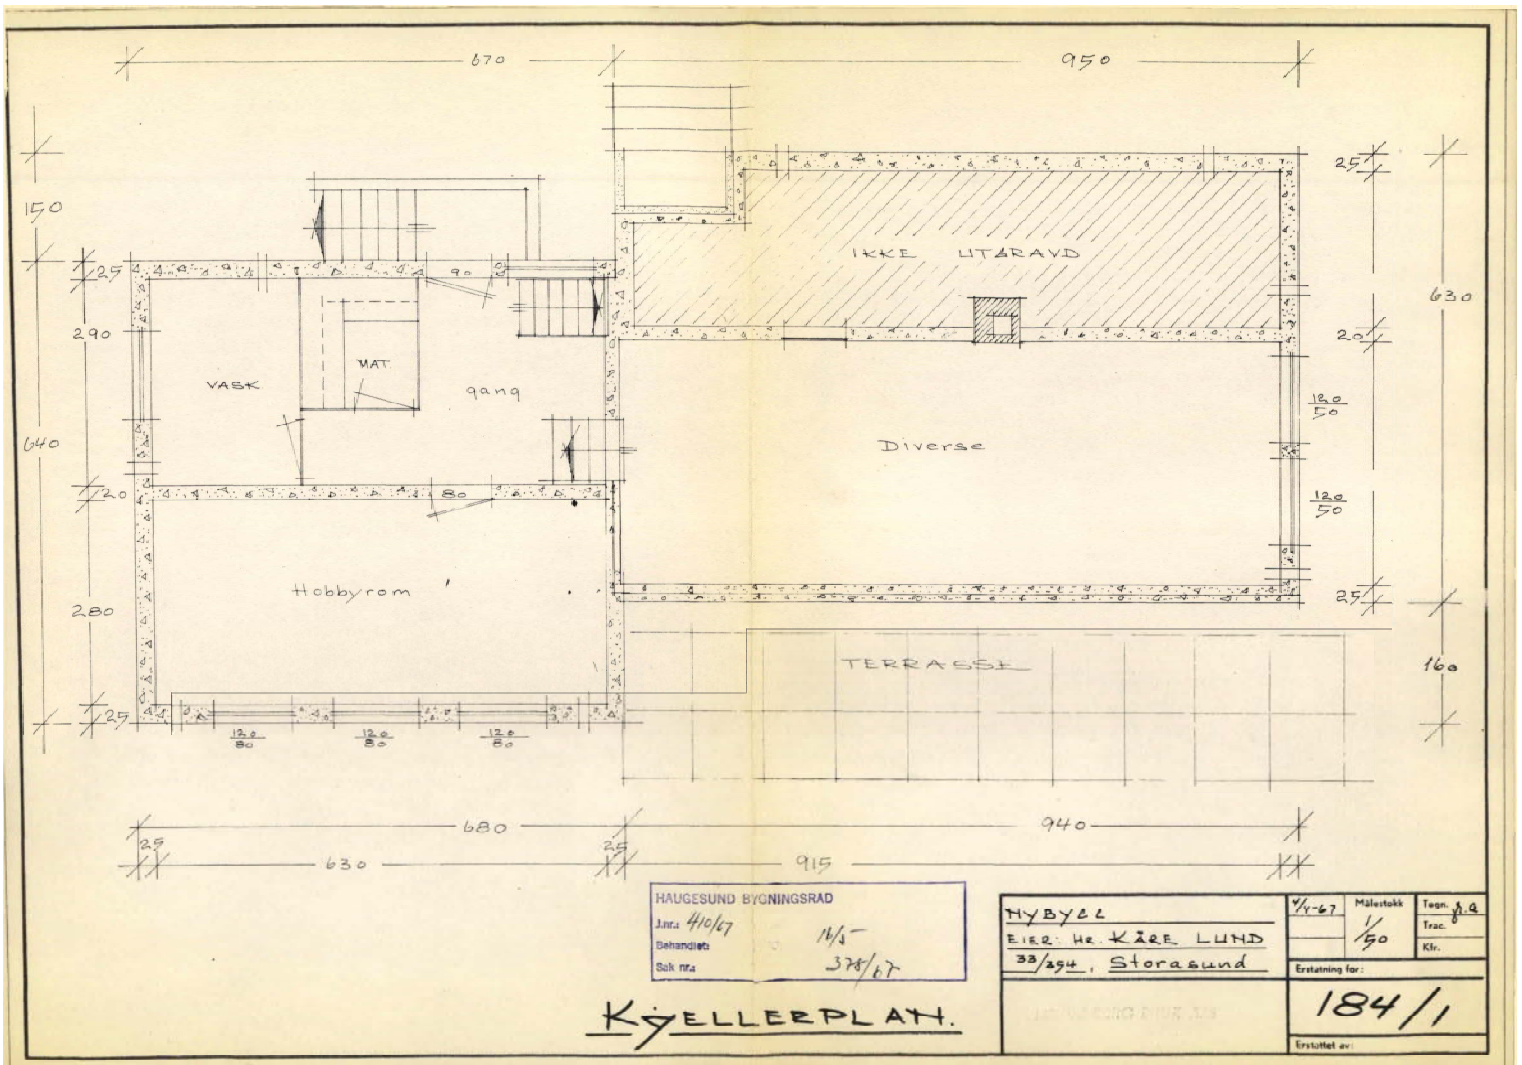 670
950
25
150
630
25
90
IKKE UTGRAVD
290
20
MAT.
VASK
gang
120
50
640
Diverse
20
80
120
50
Hobbyrom
280
25
160
TERRASSE
25
120
80
120
80
120
80
680
940
25
25
630
915
HAUGESUND BYGNINGSRAD
J.nr.: 410/67
Behandlet: 16/5
Sak nr.: 378/67
KJELLERPLAN.
NYBYGG
EIER: HR. KÅRE LUND
33/254, Storasund
4/4-67
Målestokk
1/50
Tegn.
Trac.
Kfr.
Erstatning for:
184/1
Erstattet av: